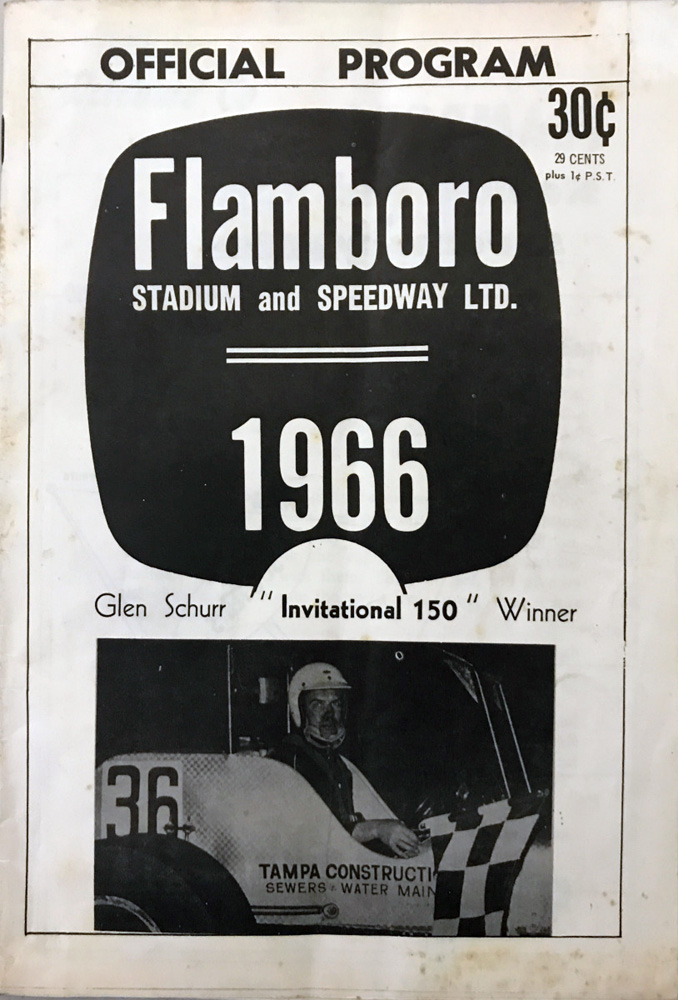 OFFICIAL PROGRAM
30¢
29 CENTS
plus 1¢ P.S.T.
Flamboro
STADIUM and SPEEDWAY LTD.
1966
Glen Schurr "Invitational 150" Winner
36
TAMPA CONSTRUCTI
SEWERS - WATER MAIN